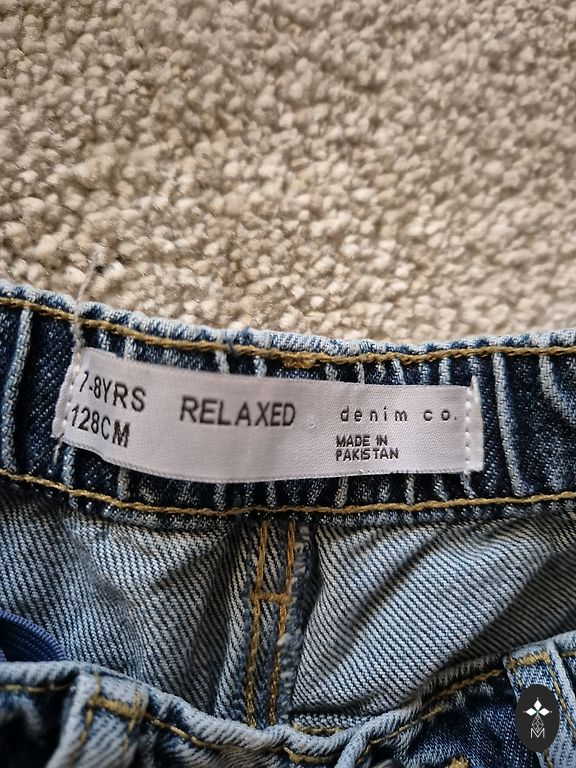 7-8YRS
128CM
RELAXED
denim co.
MADE IN
PAKISTAN